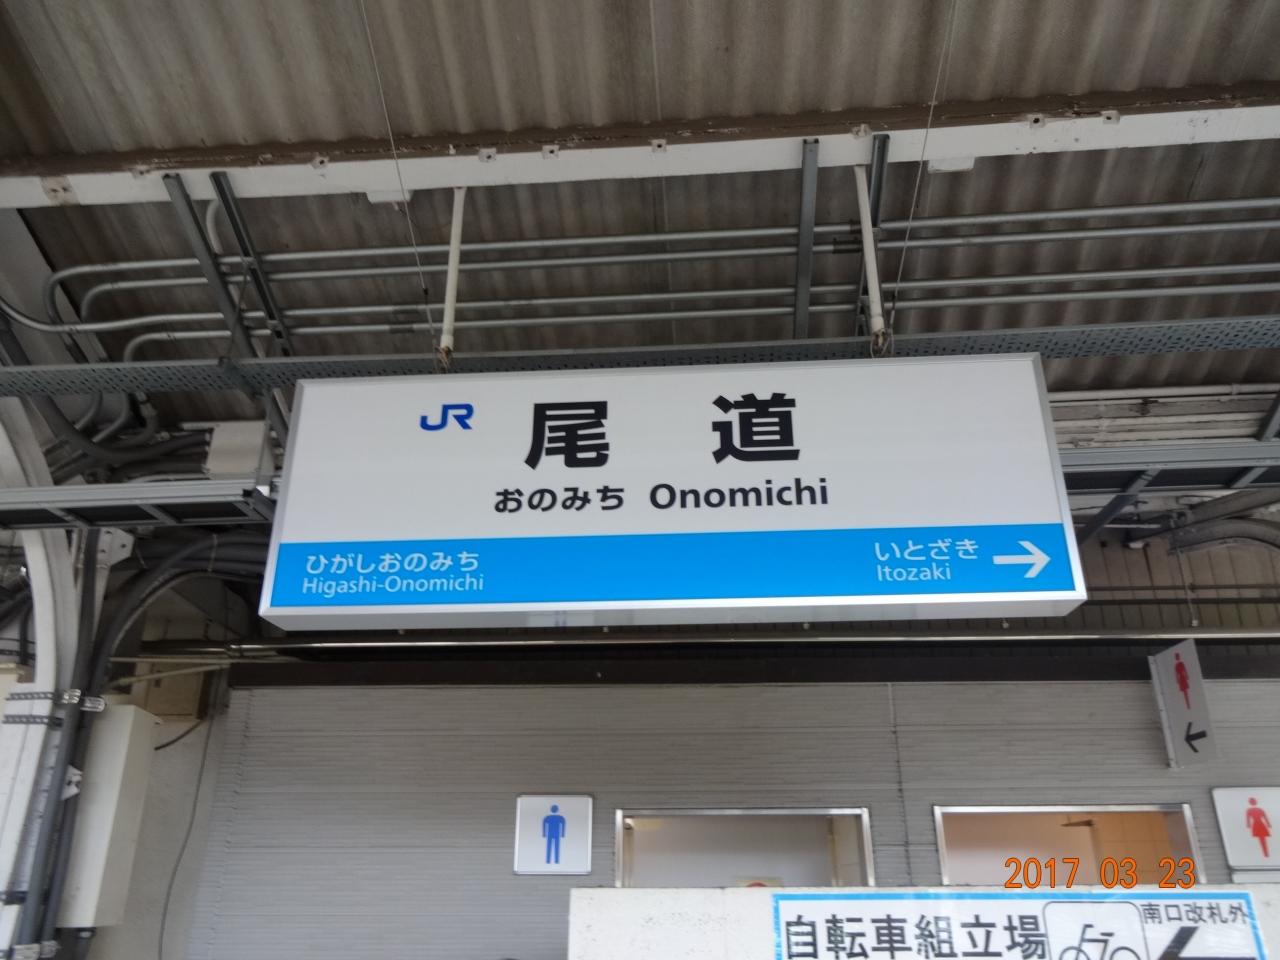 JR 尾道
おのみち Onomichi
ひがしおのみち
Higashi-Onomichi
いとざき
Itozaki
2017 03 23
自転車組立場
南口改札外